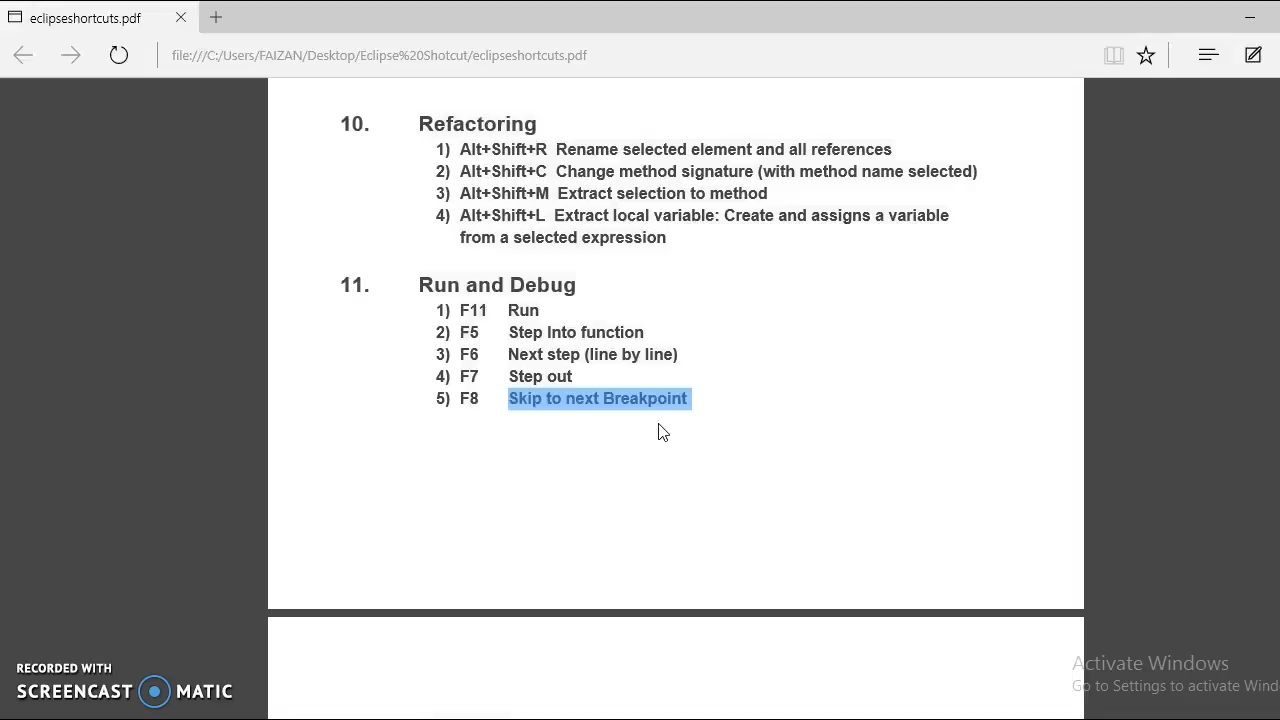 eclipseshortcuts.pdf
file:///C:/Users/FAIZAN/Desktop/Eclipse%20Shotcut/eclipseshortcuts.pdf
10. Refactoring
1) Alt+Shift+R Rename selected element and all references
2) Alt+Shift+C Change method signature (with method name selected)
3) Alt+Shift+M Extract selection to method
4) Alt+Shift+L Extract local variable: Create and assigns a variable
from a selected expression
11. Run and Debug
1) F11 Run
2) F5 Step Into function
3) F6 Next step (line by line)
4) F7 Step out
5) F8 Skip to next Breakpoint
RECORDED WITH
SCREENCAST MATIC
Activate Windows
Go to Settings to activate Wind